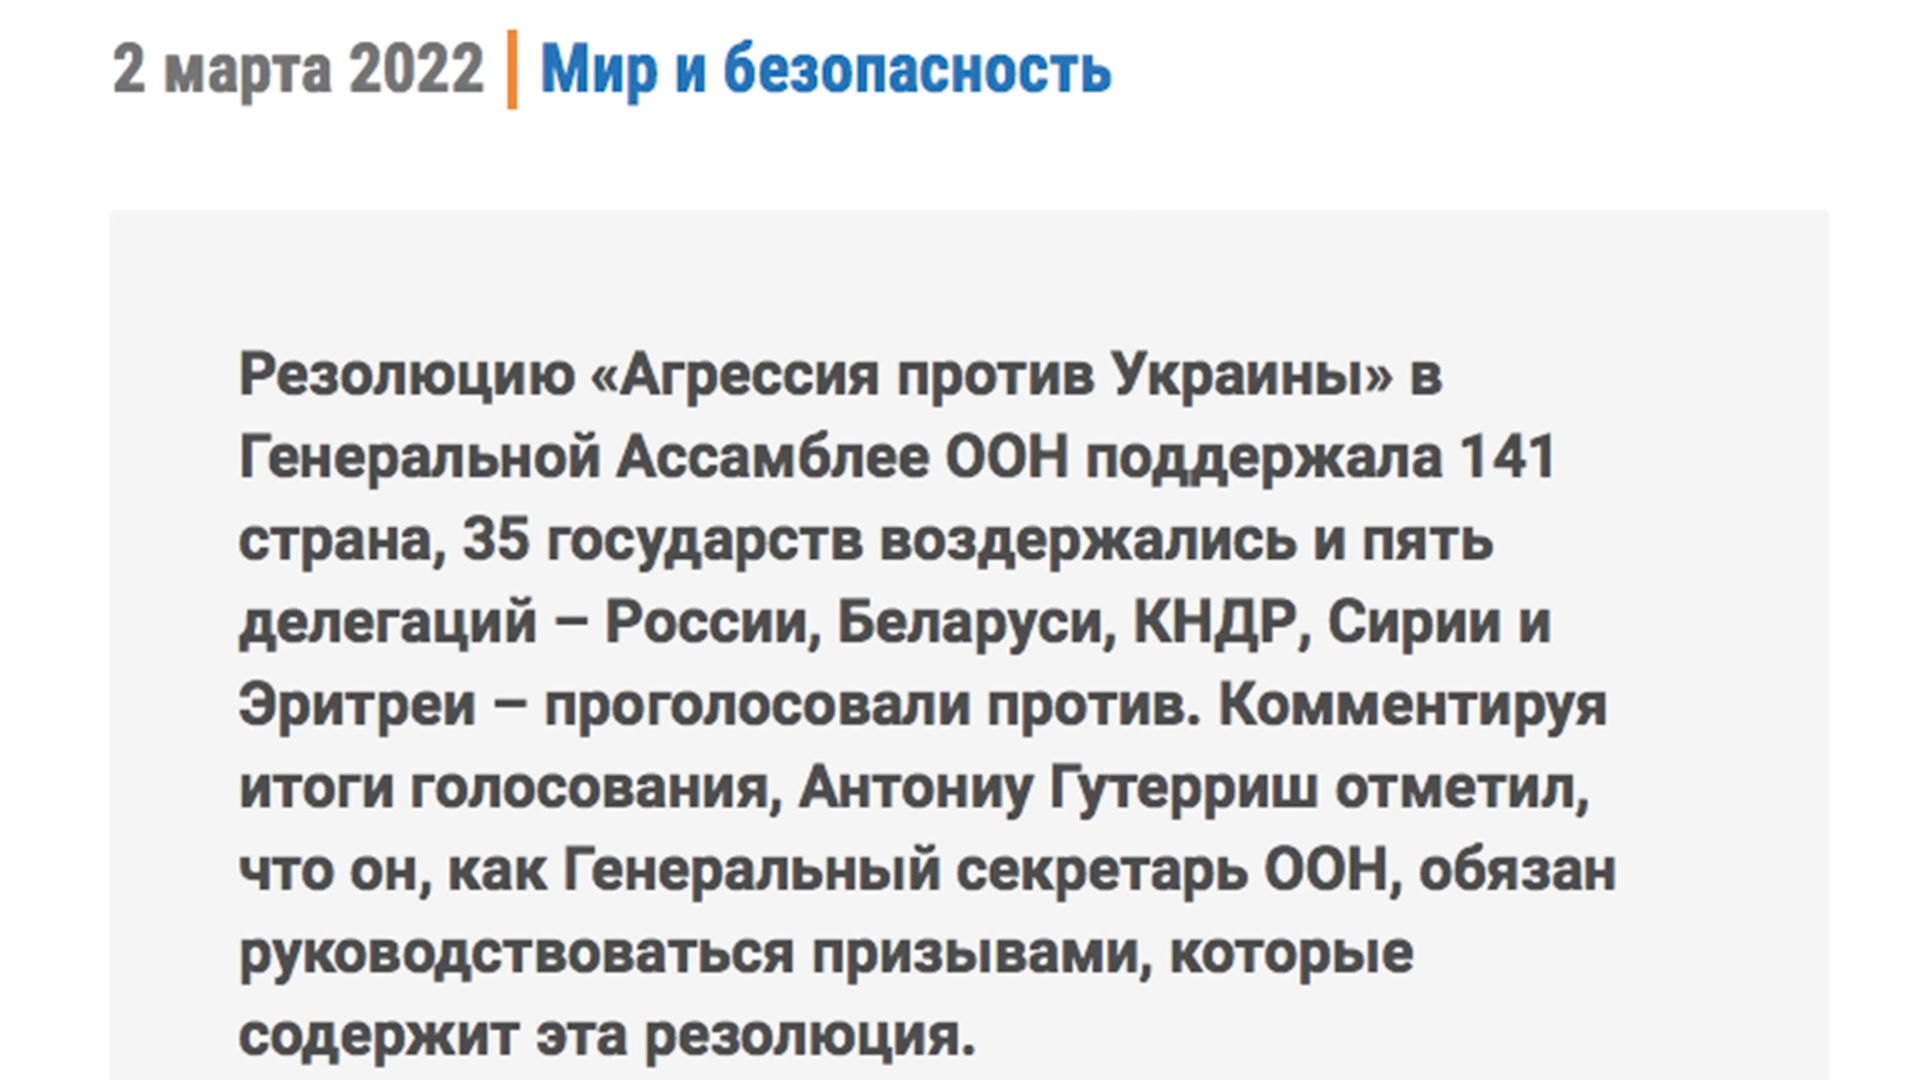 2 марта 2022 | Мир и безопасность
Резолюцию «Агрессия против Украины» в
Генеральной Ассамблее ООН поддержала 141
страна, 35 государств воздержались и пять
делегаций – России, Беларуси, КНДР, Сирии и
Эритреи – проголосовали против. Комментируя
итоги голосования, Антониу Гутерриш отметил,
что он, как Генеральный секретарь ООН, обязан
руководствоваться призывами, которые
содержит эта резолюция.